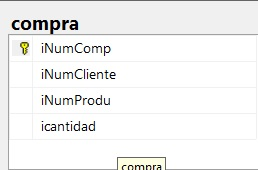 compra
iNumComp
iNumCliente
iNumProdu
icantidad
compra